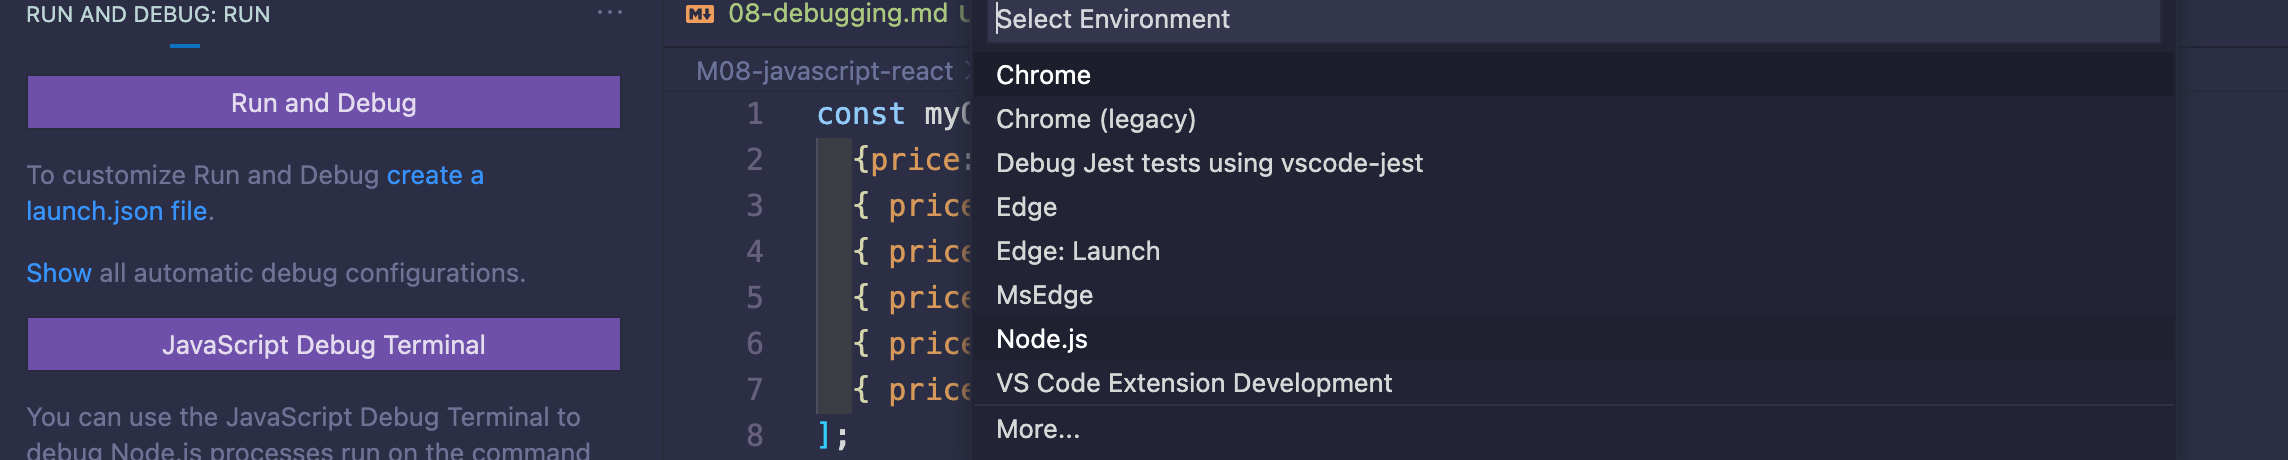 RUN AND DEBUG: RUN
Run and Debug
To customize Run and Debug create a
launch.json file.
Show all automatic debug configurations.
JavaScript Debug Terminal
You can use the JavaScript Debug Terminal to
debug Node.js processes run on the command
08-debugging.md U
M08-javascript-react
1 const my
2 {price:
3 { price
4 { price
5 { price
6 { price
7 { price
8 ];
Select Environment
Chrome
Chrome (legacy)
Debug Jest tests using vscode-jest
Edge
Edge: Launch
MsEdge
Node.js
VS Code Extension Development
More...